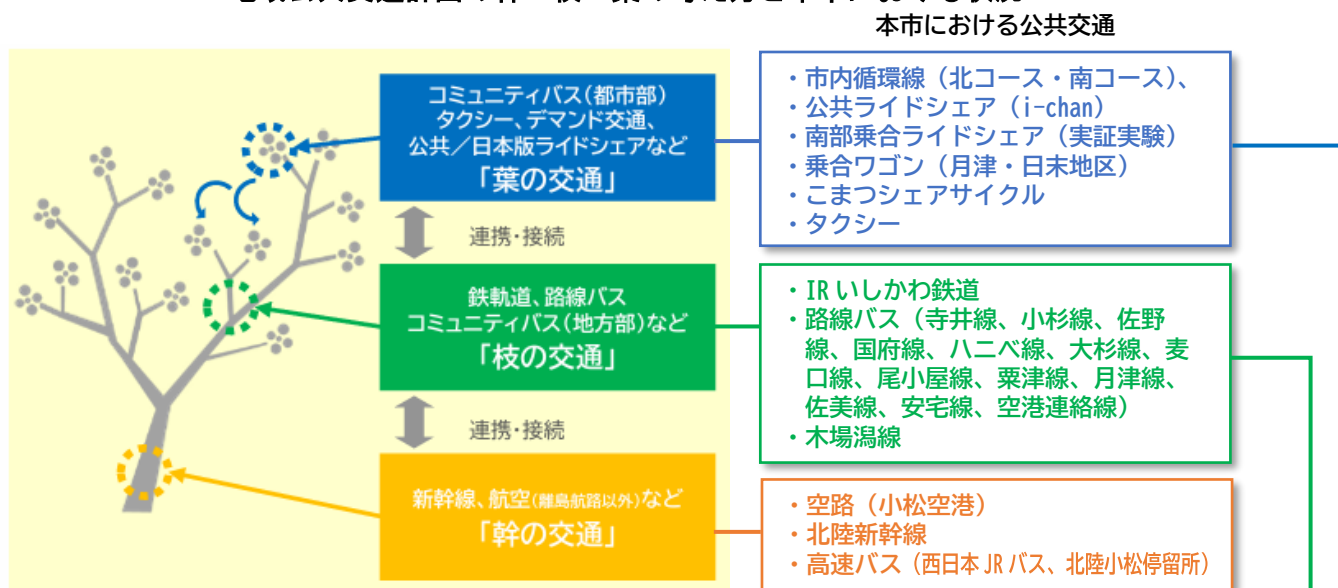 本市における公共交通
コミュニティバス(都市部)
タクシー、デマンド交通、
公共/日本版ライドシェアなど
「葉の交通」
・市内循環線（北コース・南コース）、
・公共ライドシェア（i-chan）
・南部乗合ライドシェア（実証実験）
・乗合ワゴン（月津・日末地区）
・こまつシェアサイクル
・タクシー
連携・接続
鉄軌道、路線バス
コミュニティバス(地方部)など
「枝の交通」
・IRいしかわ鉄道
・路線バス（寺井線、小杉線、佐野
線、国府線、ハニベ線、大杉線、麦
口線、尾小屋線、粟津線、月津線、
佐美線、安宅線、空港連絡線）
・木場潟線
連携・接続
新幹線、航空(離島航路以外)など
「幹の交通」
・空路（小松空港）
・北陸新幹線
・高速バス（西日本JRバス、北陸小松停留所）